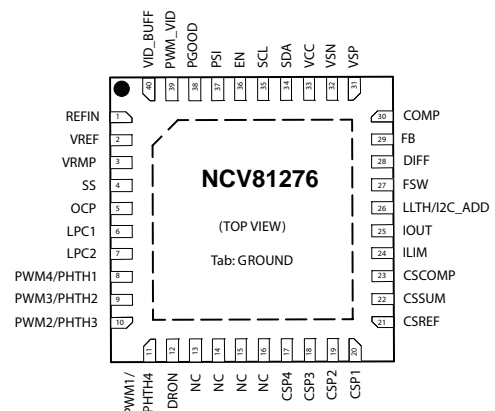 VID_BUFF
PWM_VID
PGOOD
PSI
EN
SCL
SDA
VCC
VSN
VSP
40
39
38
37
36
35
34
33
32
31
REFIN 1
VREF 2
VRMP 3
SS 4
OCP 5
LPC1 6
LPC2 7
PWM4/PHTH1 8
PWM3/PHTH2 9
PWM2/PHTH3 10
NCV81276
(TOP VIEW)
Tab: GROUND
30 COMP
29 FB
28 DIFF
27 FSW
26 LLTH/I2C_ADD
25 IOUT
24 ILIM
23 CSCOMP
22 CSSUM
21 CSREF
11
12
13
14
15
16
17
18
19
20
PWM1/
PHTH4
DRON
NC
NC
NC
NC
CSP4
CSP3
CSP2
CSP1